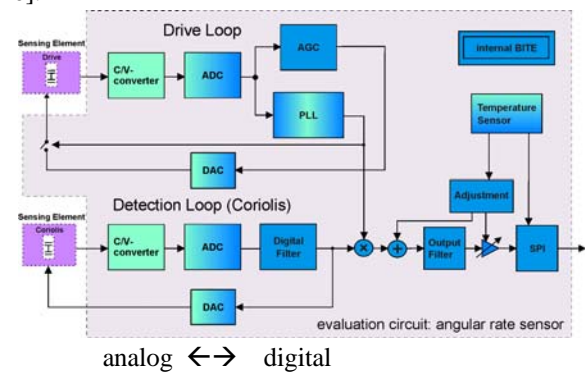 Drive Loop
Sensing Element
Drive
C/V-
converter
ADC
AGC
PLL
DAC
internal BITE
Temperature
Sensor
Adjustment
Detection Loop (Coriolis)
Sensing Element
Coriolis
C/V-
converter
ADC
Digital
Filter
×
+
Output
Filter
SPI
DAC
evaluation circuit: angular rate sensor
analog ←→ digital